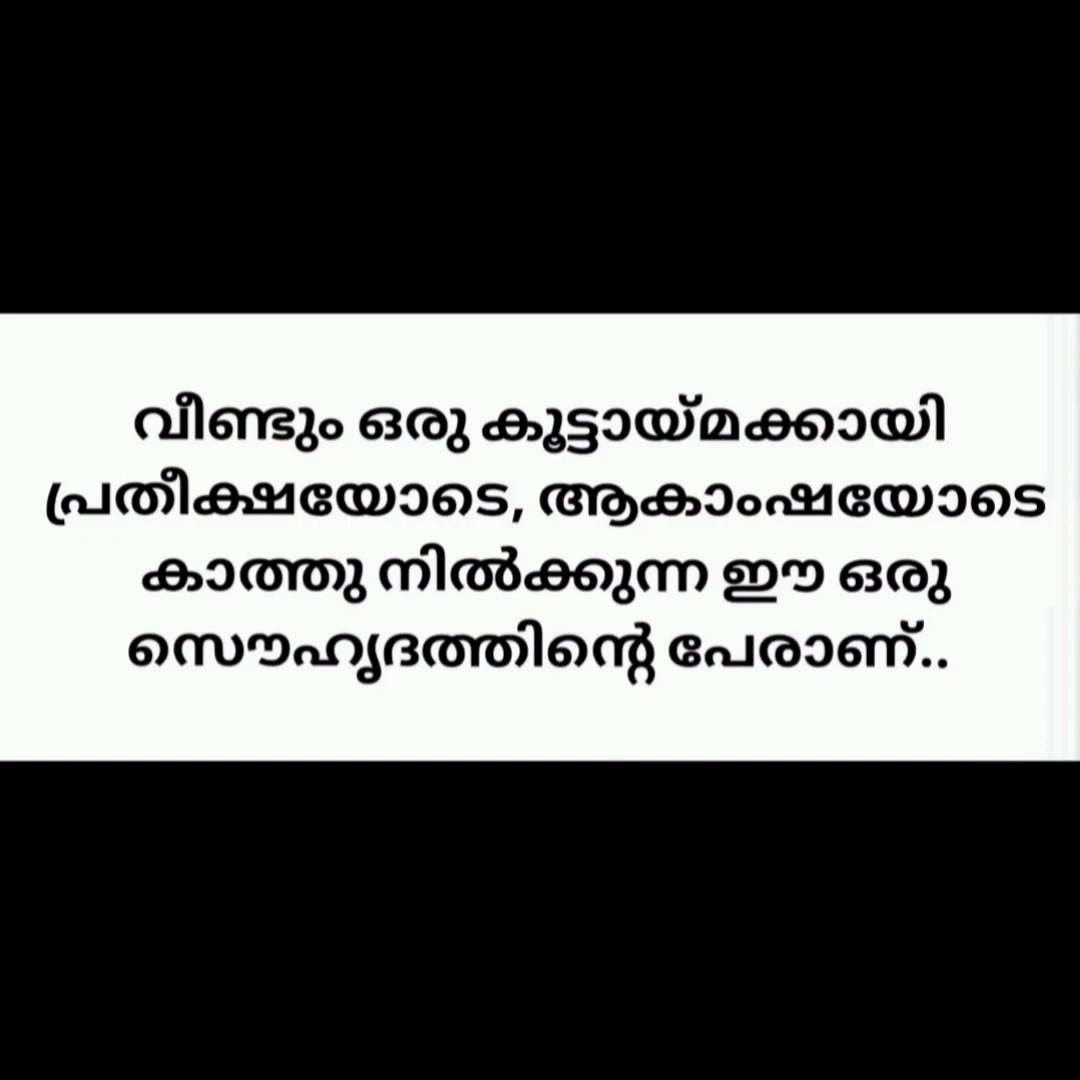 വീണ്ടും ഒരു കൂട്ടായ്മക്കായി
പ്രതീക്ഷയോടെ, ആകാംഷയോടെ
കാത്തു നിൽക്കുന്ന ഈ ഒരു
സൌഹൃദത്തിന്റെ പേരാണ്..